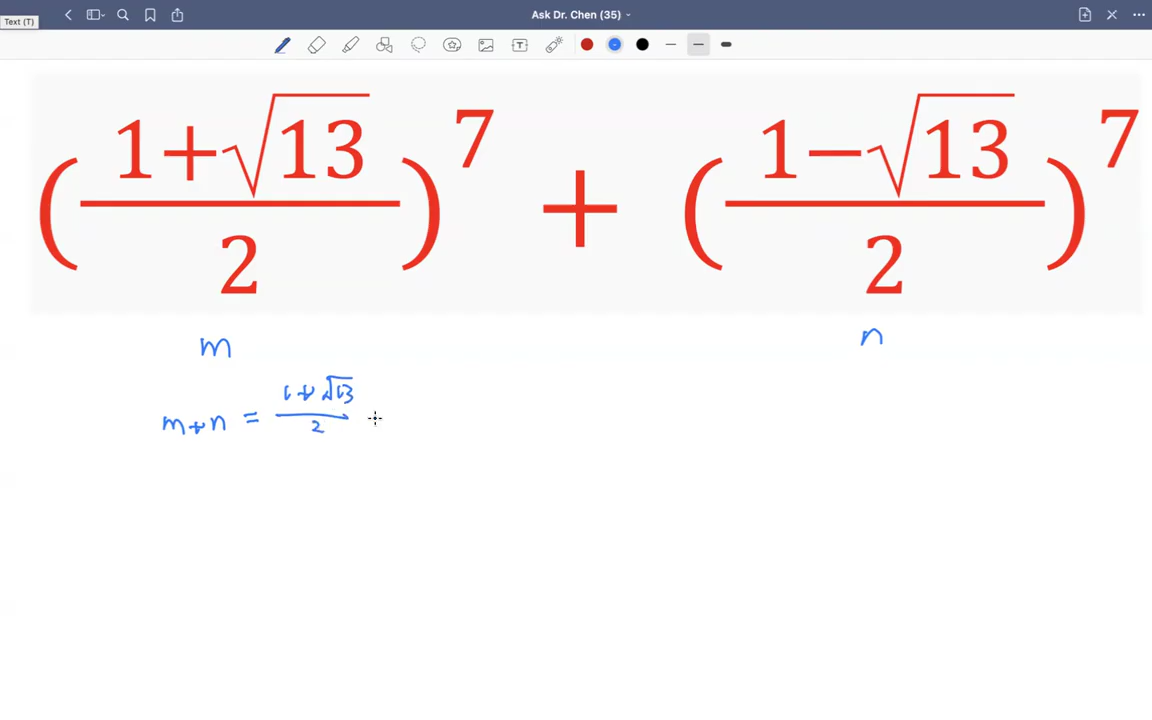 Text (T)
Ask Dr. Chen (35)
(1+√13/2)^7 + (1−√13/2)^7
m
n
m+n = 1+√13/2